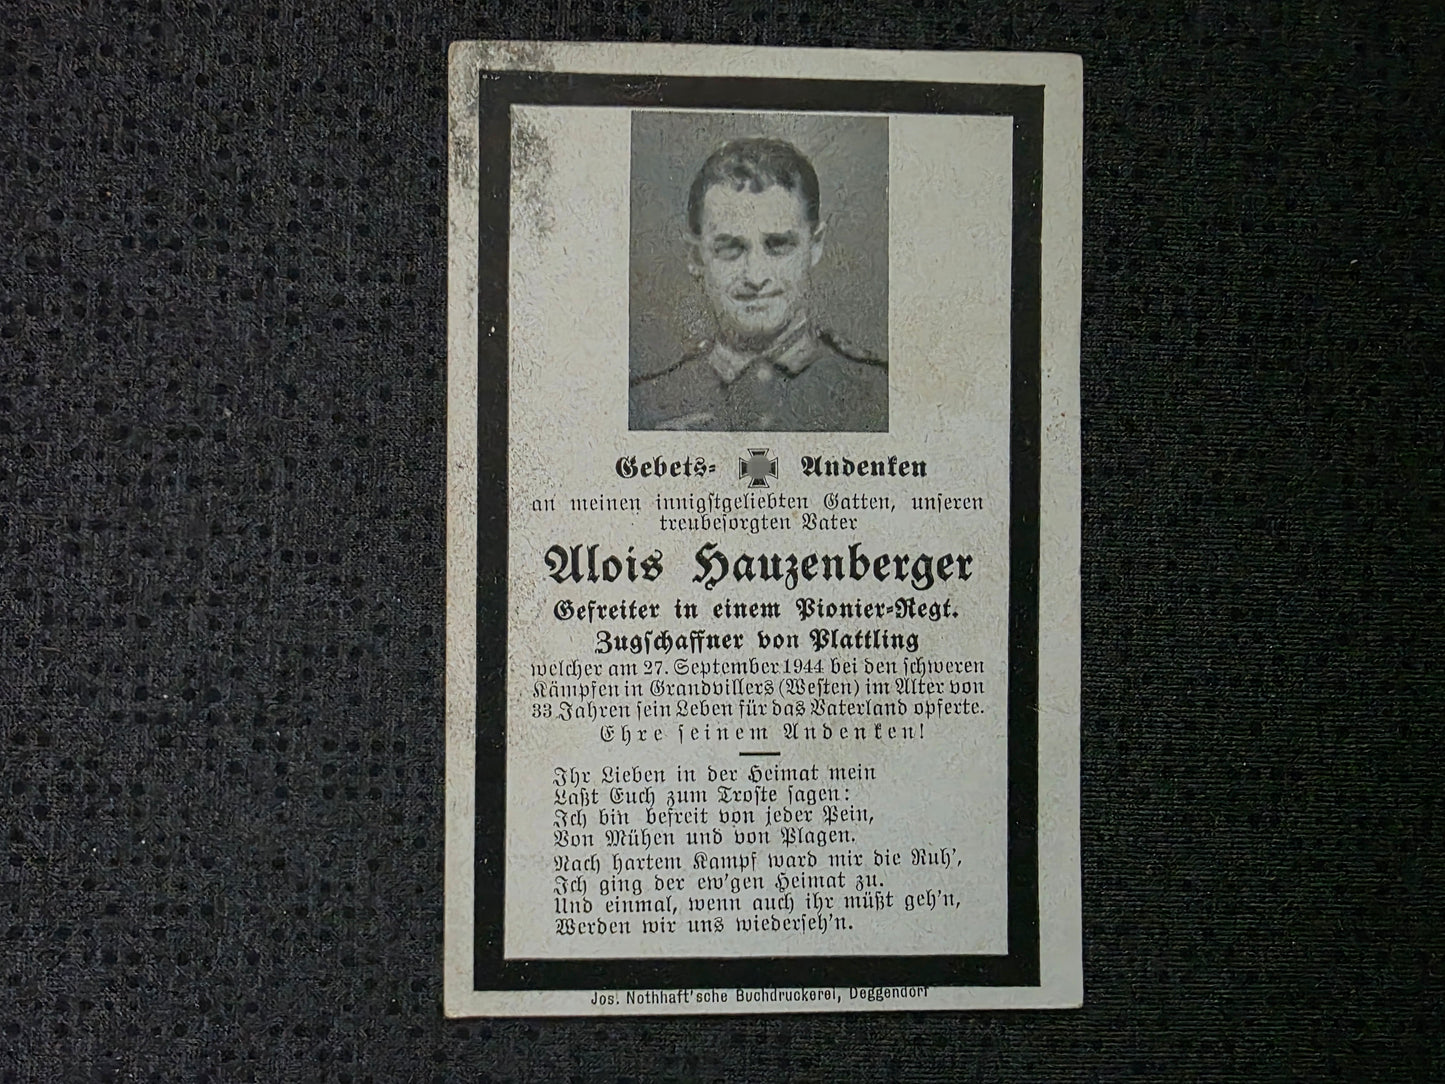 Gebets- Andenken
an meinen innigstgeliebten Gatten, unseren
treubesorgten Vater
Alois Hauzenberger
Gefreiter in einem Pionier-Regt.
Zugschaffner von Plattling
welcher am 27. September 1944 bei den schweren
Kämpfen in Grandvillers (Westen) im Alter von
33 Jahren sein Leben für das Vaterland opferte.
Ehre seinem Andenken!
Ihr Lieben in der Heimat mein
Laßt Euch zum Troste sagen:
Ich bin befreit von jeder Pein,
Von Mühen und von Plagen.
Nach hartem Kampf ward mir die Ruh',
Ich ging der ew'gen Heimat zu.
Und einmal, wenn auch ihr müßt geh'n,
Werden wir uns wiederseh'n.
Jos. Nothhaft'sche Buchdruckerei, Deggendorf